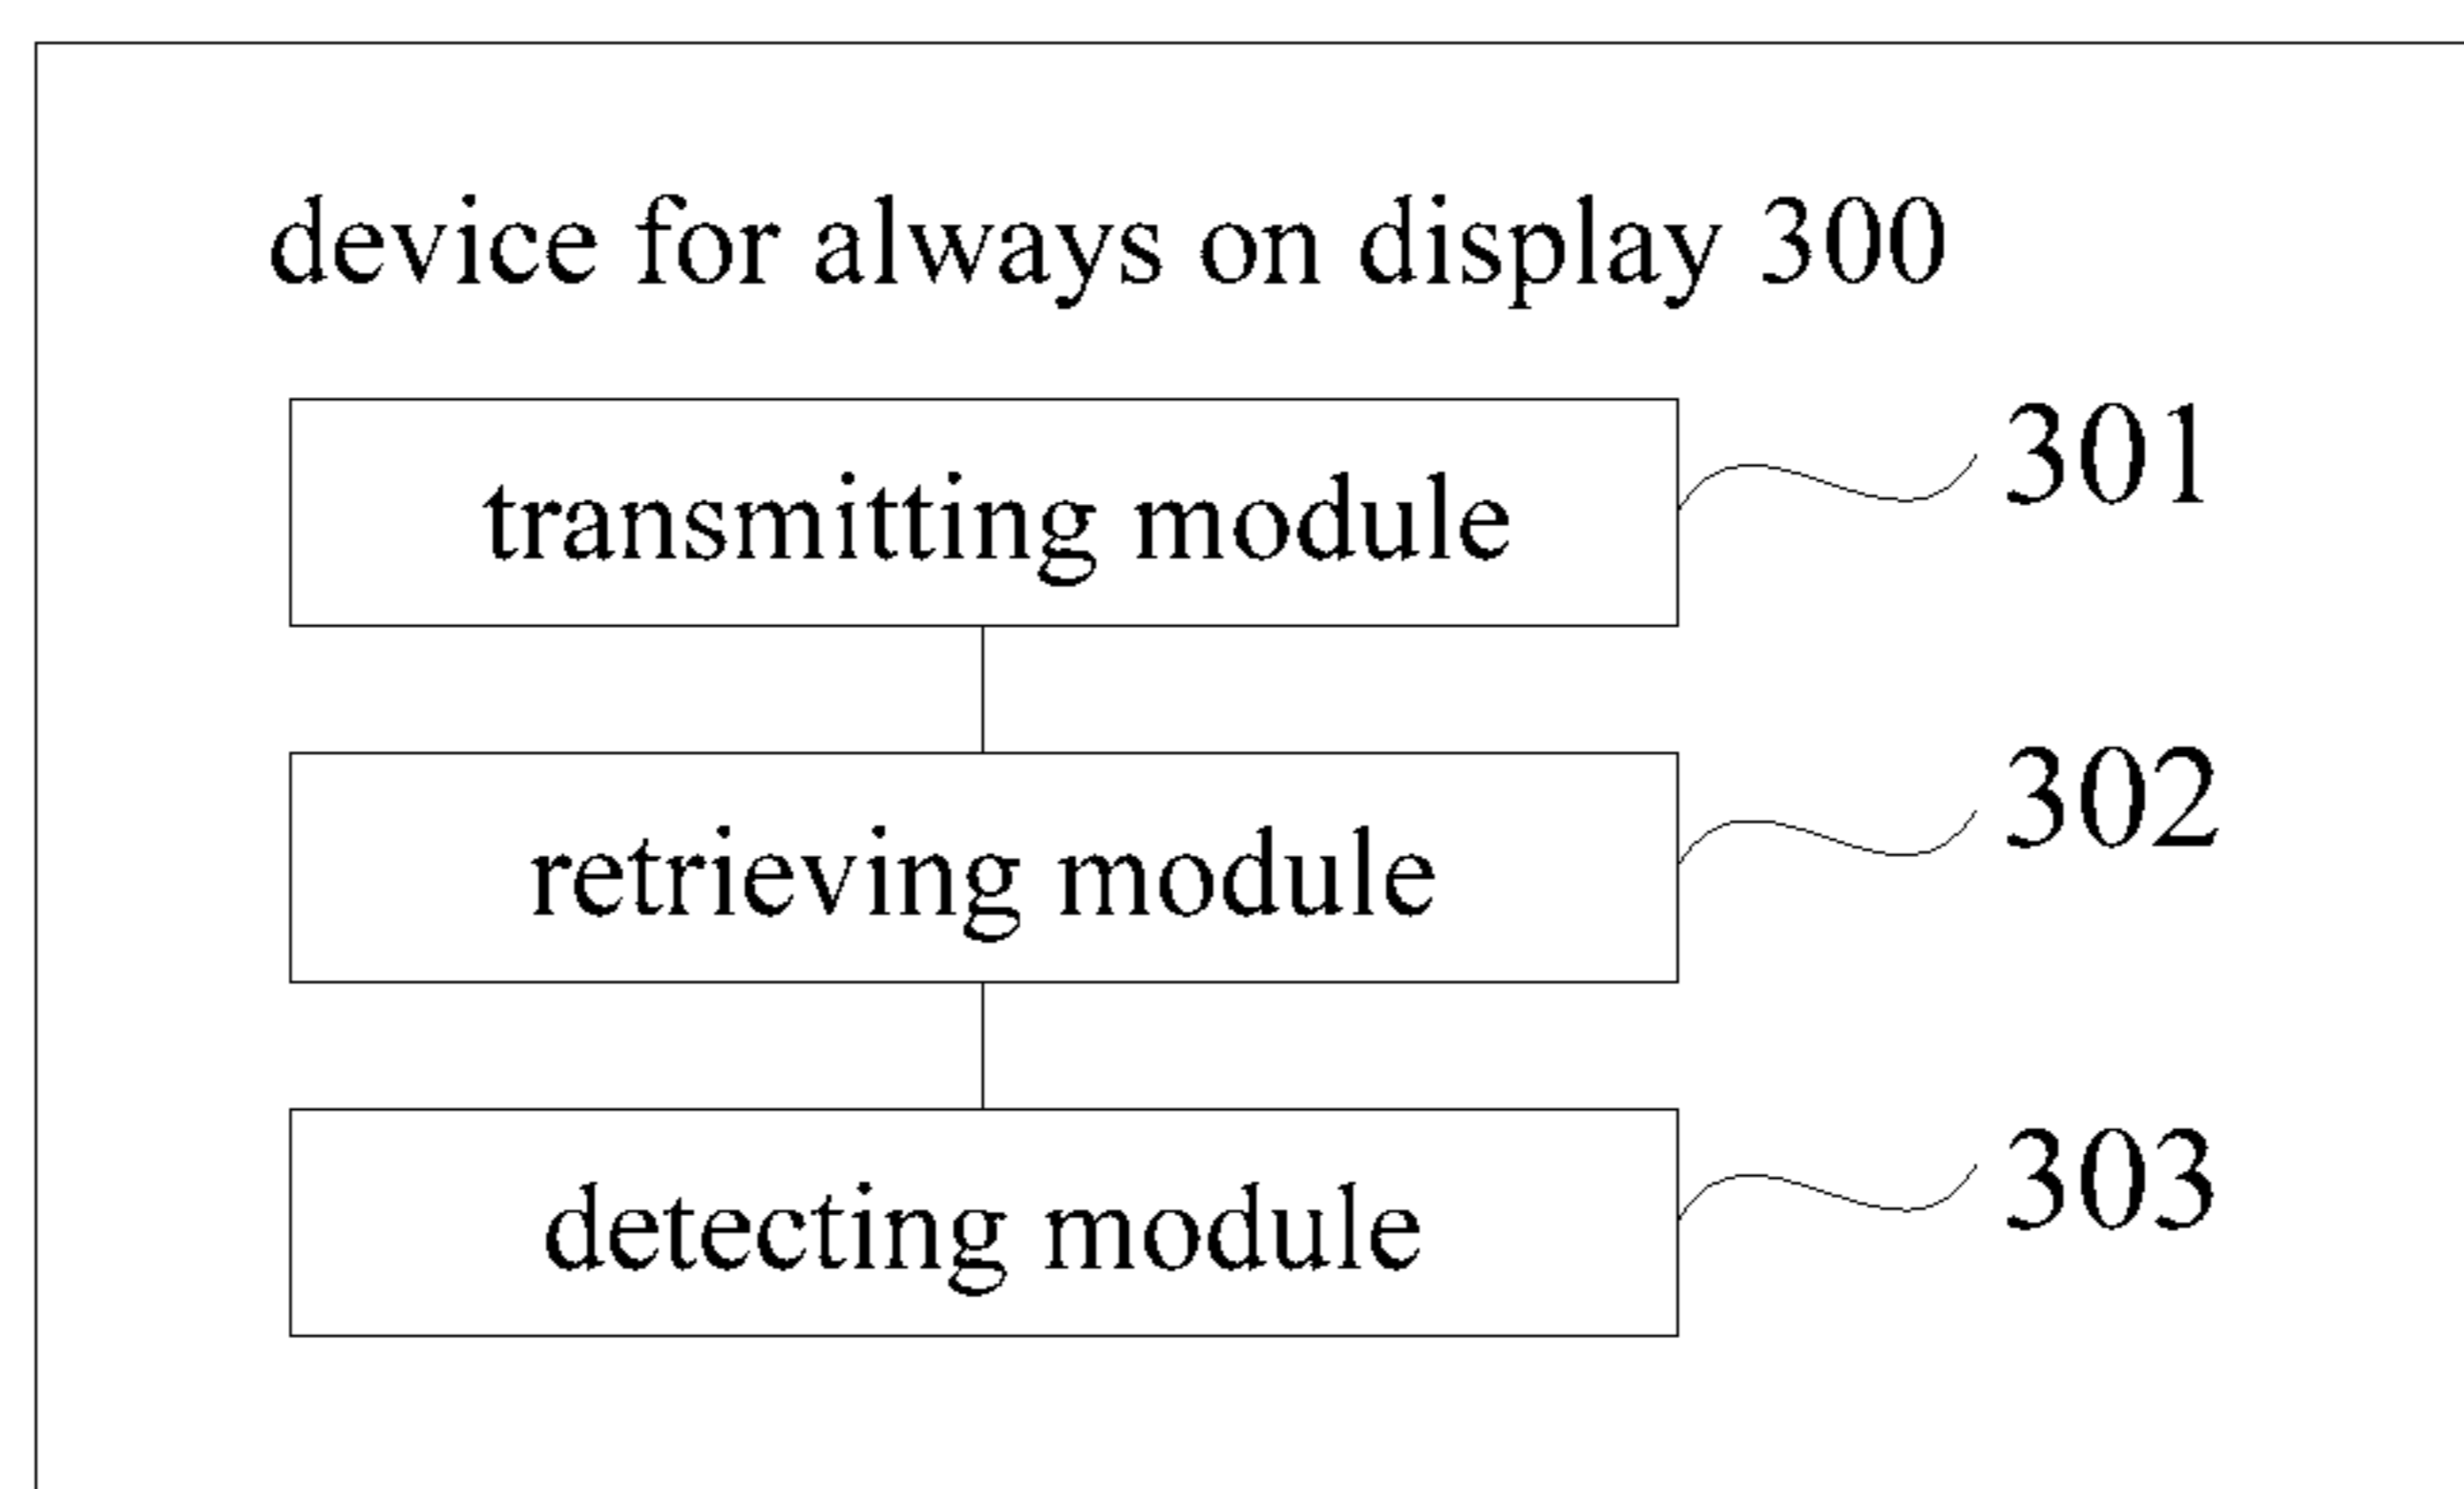 device for always on display 300
transmitting module 301
retrieving module 302
detecting module 303